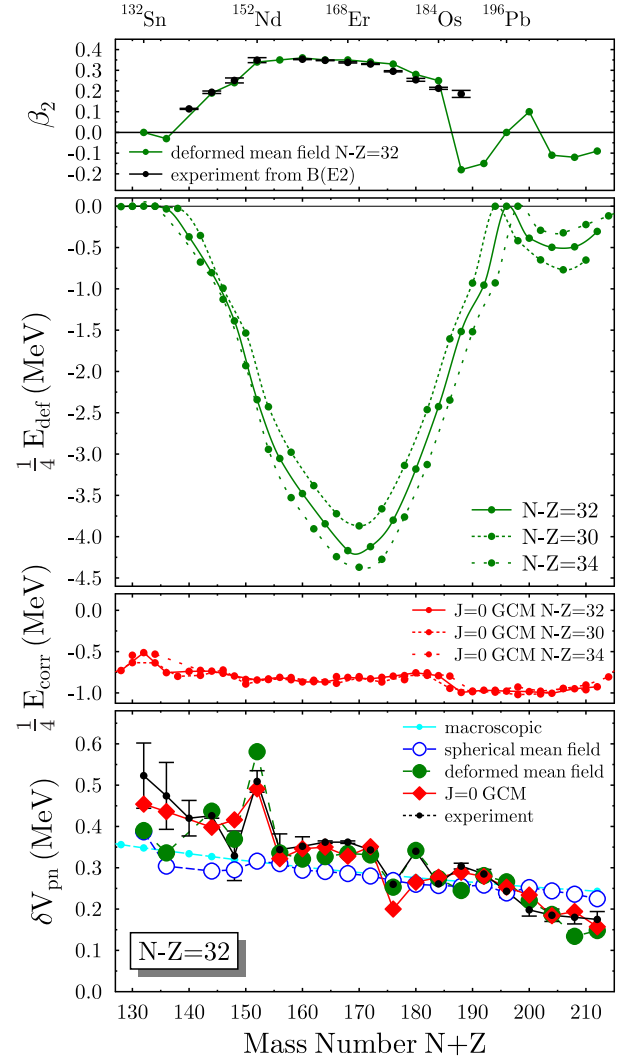 ¹³²Sn ¹⁵²Nd ¹⁶⁸Er ¹⁸⁴Os ¹⁹⁶Pb
β₂
0.4
0.3
0.2
0.1
0.0
-0.1
-0.2
deformed mean field N-Z=32
experiment from B(E2)
¼ E_def (MeV)
0.0
-0.5
-1.0
-1.5
-2.0
-2.5
-3.0
-3.5
-4.0
-4.5
N-Z=32
N-Z=30
N-Z=34
¼ E_corr (MeV)
0.0
-0.5
-1.0
J=0 GCM N-Z=32
J=0 GCM N-Z=30
J=0 GCM N-Z=34
δV_pn (MeV)
0.6
0.5
0.4
0.3
0.2
0.1
0.0
macroscopic
spherical mean field
deformed mean field
J=0 GCM
experiment
N-Z=32
130 140 150 160 170 180 190 200 210
Mass Number N+Z